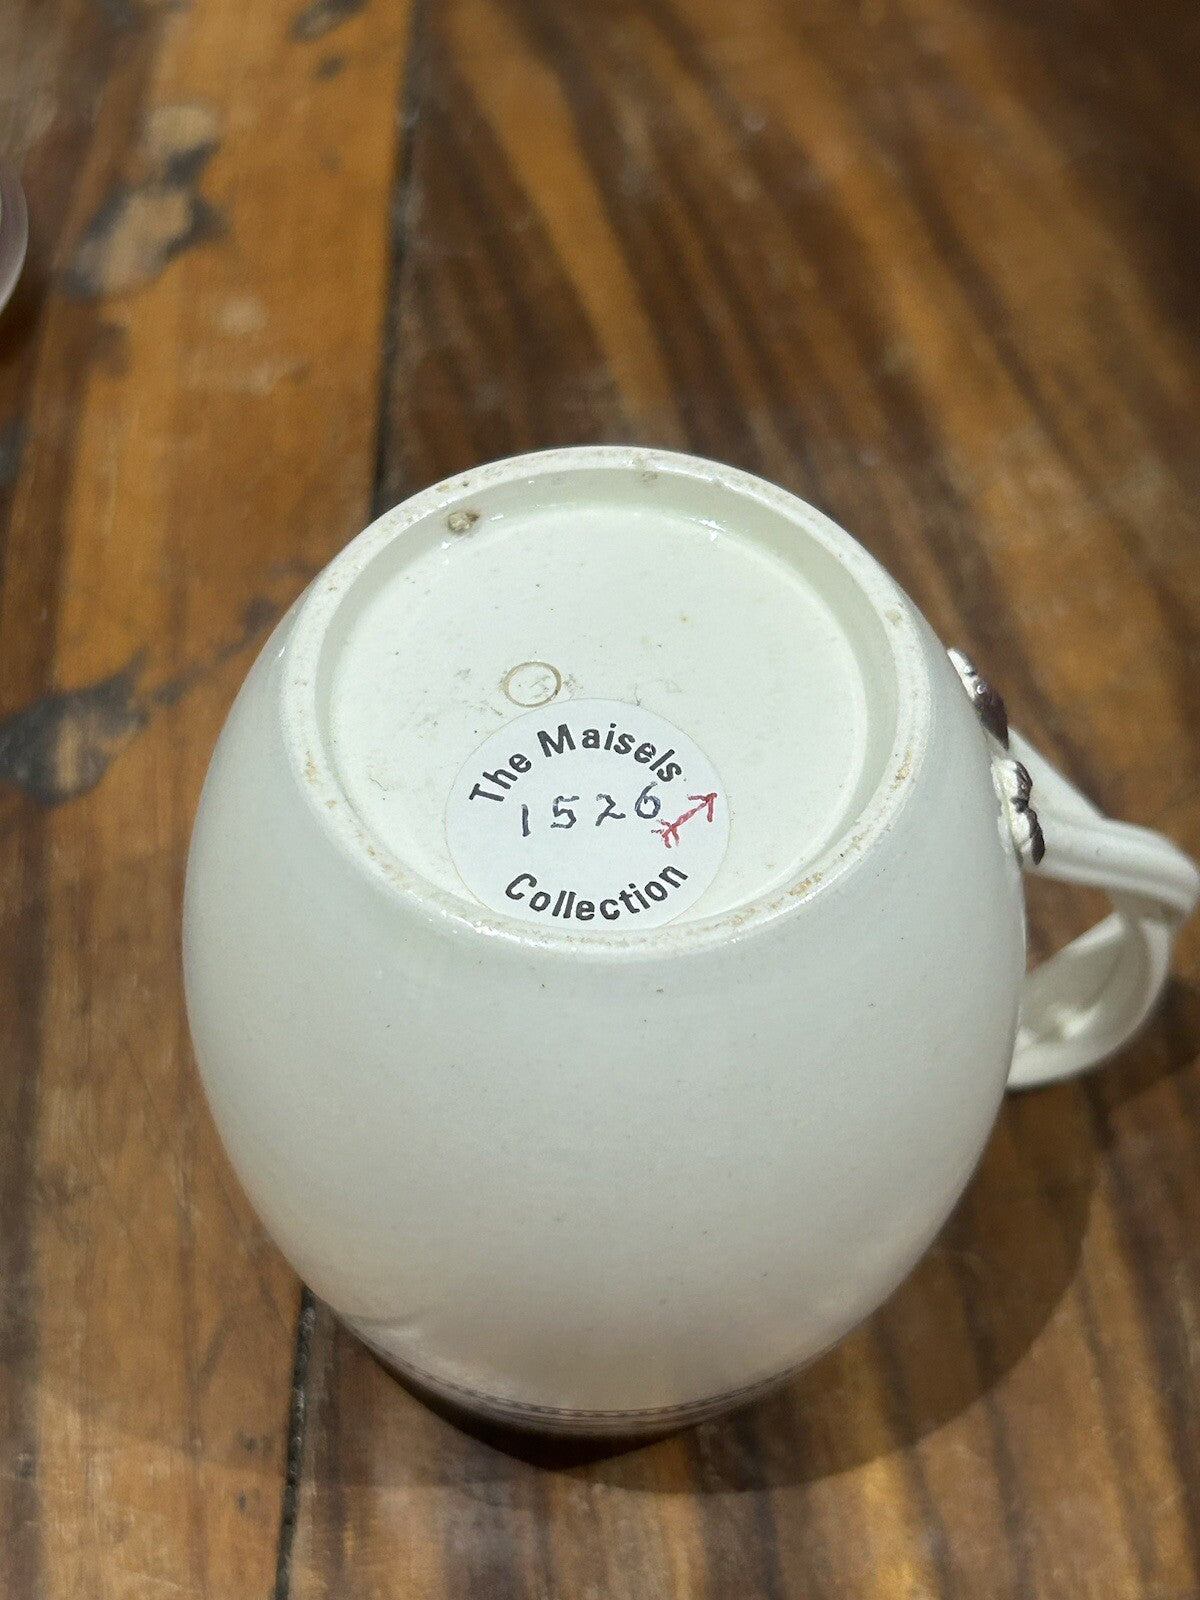 The Maisels
1526
Collection